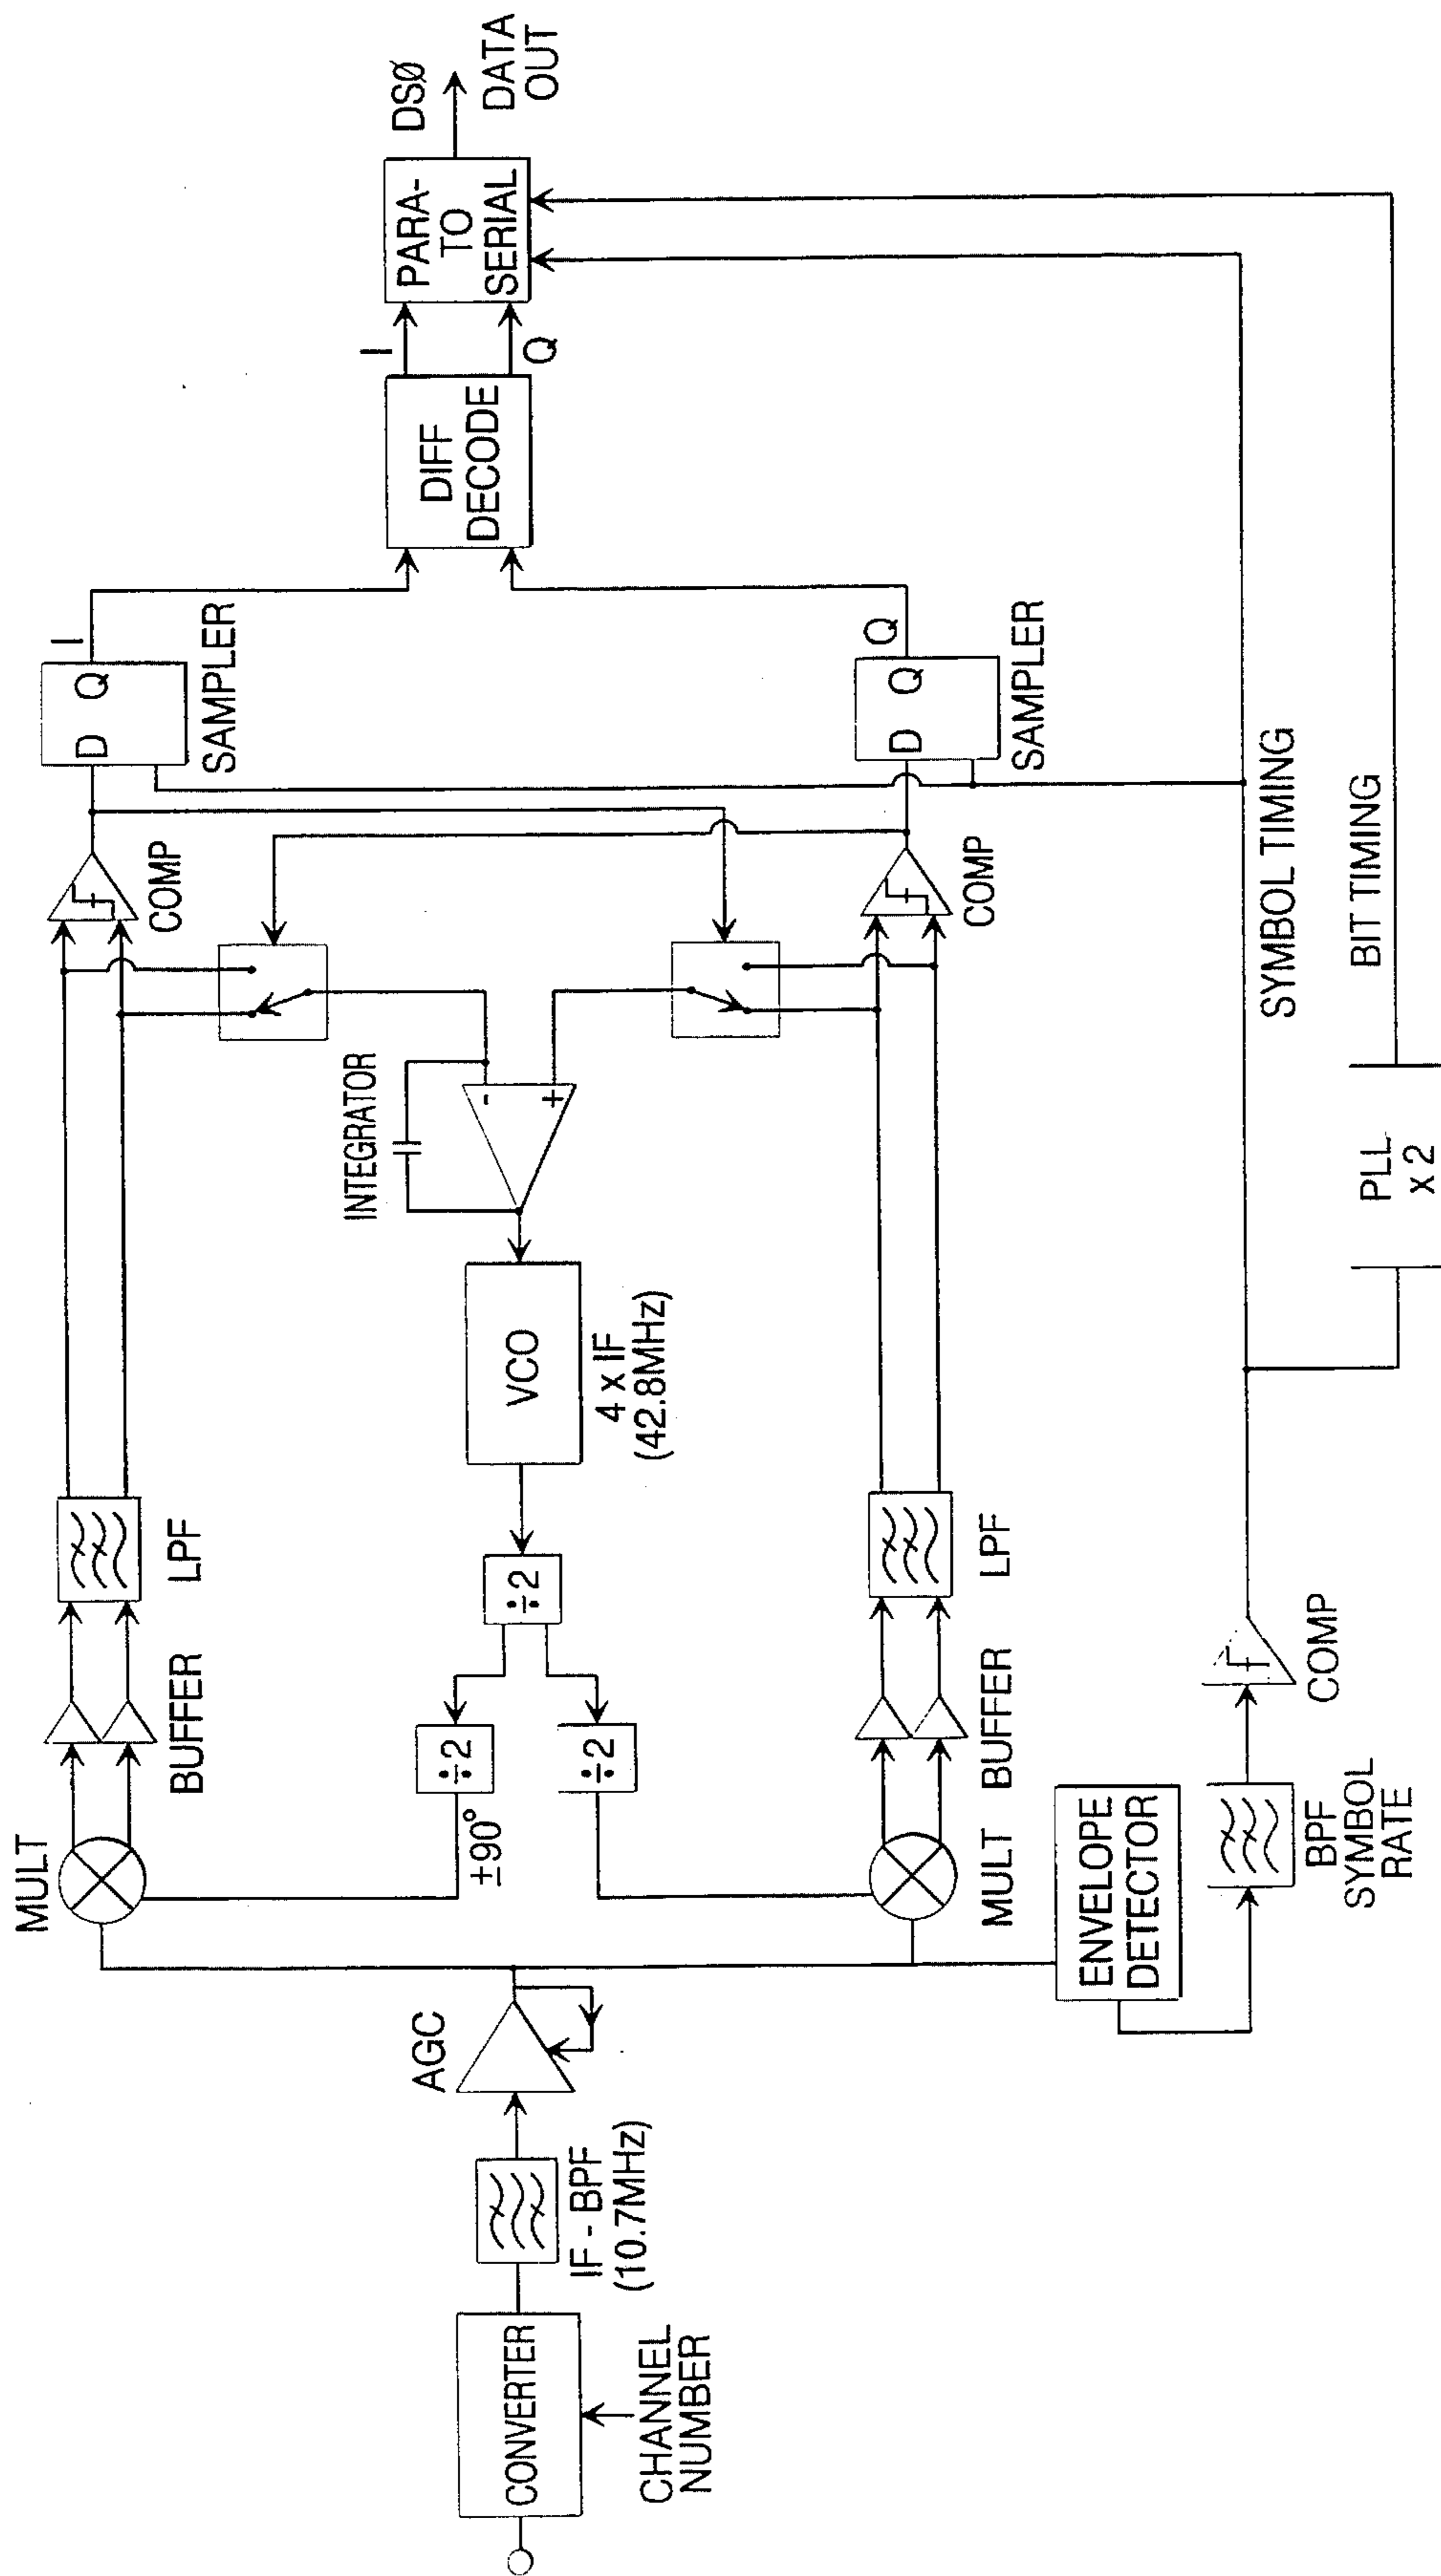 CONVERTER
CHANNEL
NUMBER
IF - BPF
(10.7MHz)
AGC
MULT
BUFFER
LPF
±90°
÷2
÷2
÷2
VCO
4 x IF
(42.8MHz)
INTEGRATOR
-
+
COMP
D Q
SAMPLER
I
MULT
BUFFER
LPF
COMP
D Q
SAMPLER
Q
DIFF
DECODE
I
Q
PARA-
TO
SERIAL
DSØ
DATA
OUT
ENVELOPE
DETECTOR
BPF
SYMBOL
RATE
COMP
SYMBOL TIMING
PLL
x 2
BIT TIMING